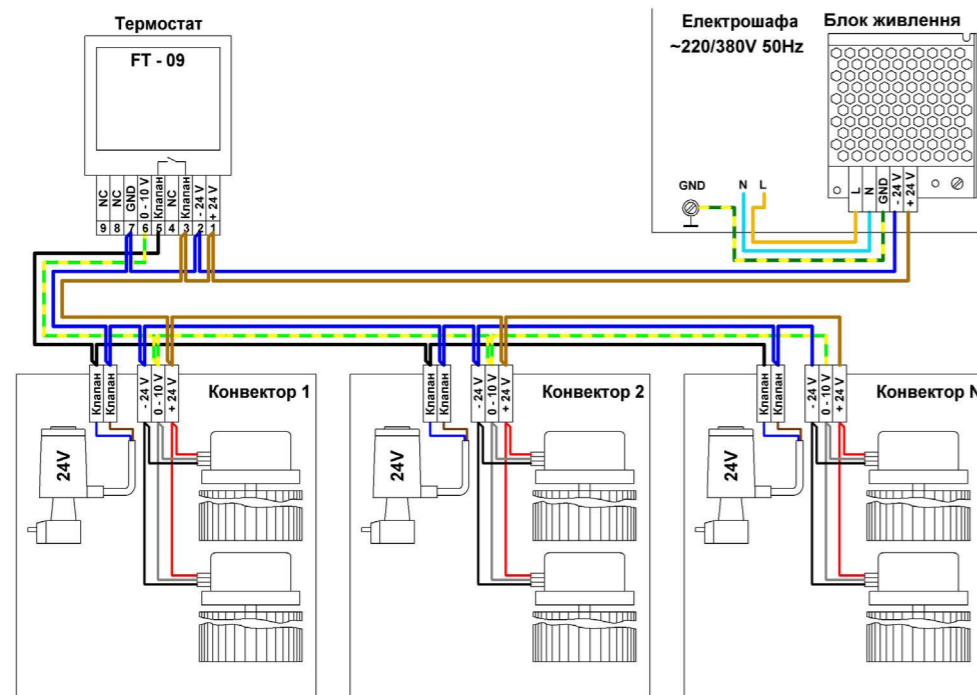 Термостат
FT - 09
Електрошафа
~220/380V 50Hz
Блок живлення
GND
N
L
L
N
GND
- 24 V
+ 24 V
NC
NC
GND
0 - 10 V
Клапан
NC
Клапан
- 24 V
+ 24 V
9
8
7
6
5
4
3
2
1
Клапан
Клапан
- 24 V
0 - 10 V
+ 24 V
Конвектор 1
24V
Клапан
Клапан
- 24 V
0 - 10 V
+ 24 V
Конвектор 2
24V
Клапан
Клапан
- 24 V
0 - 10 V
+ 24 V
Конвектор N
24V